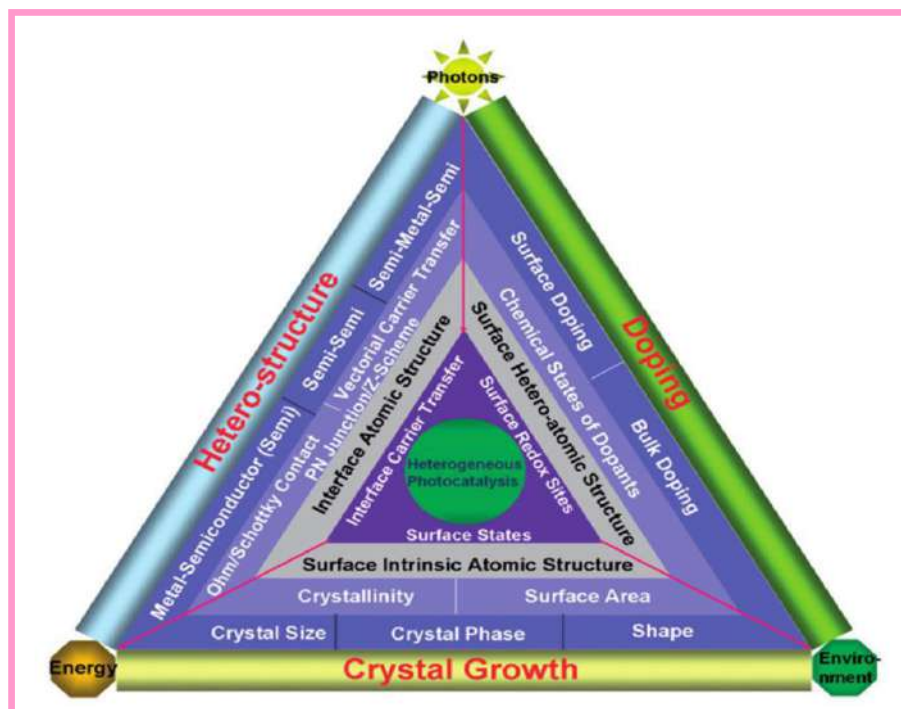 Photons
Hetero-structure
Semi-Metal-Semi
Semi-Semi
Metal-Semiconductor (Semi)
Vectorial Carrier Transfer
PN Junction/Z-Scheme
Ohm/Schottky Contact
Interface Atomic Structure
Interface Carrier Transfer
Doping
Surface Doping
Bulk Doping
Chemical States of Dopants
Surface Hetero-atomic Structure
Surface Redox Sites
Heterogeneous
Photocatalysis
Surface States
Surface Intrinsic Atomic Structure
Crystallinity
Surface Area
Crystal Size
Crystal Phase
Shape
Energy
Crystal Growth
Enviro-
nment